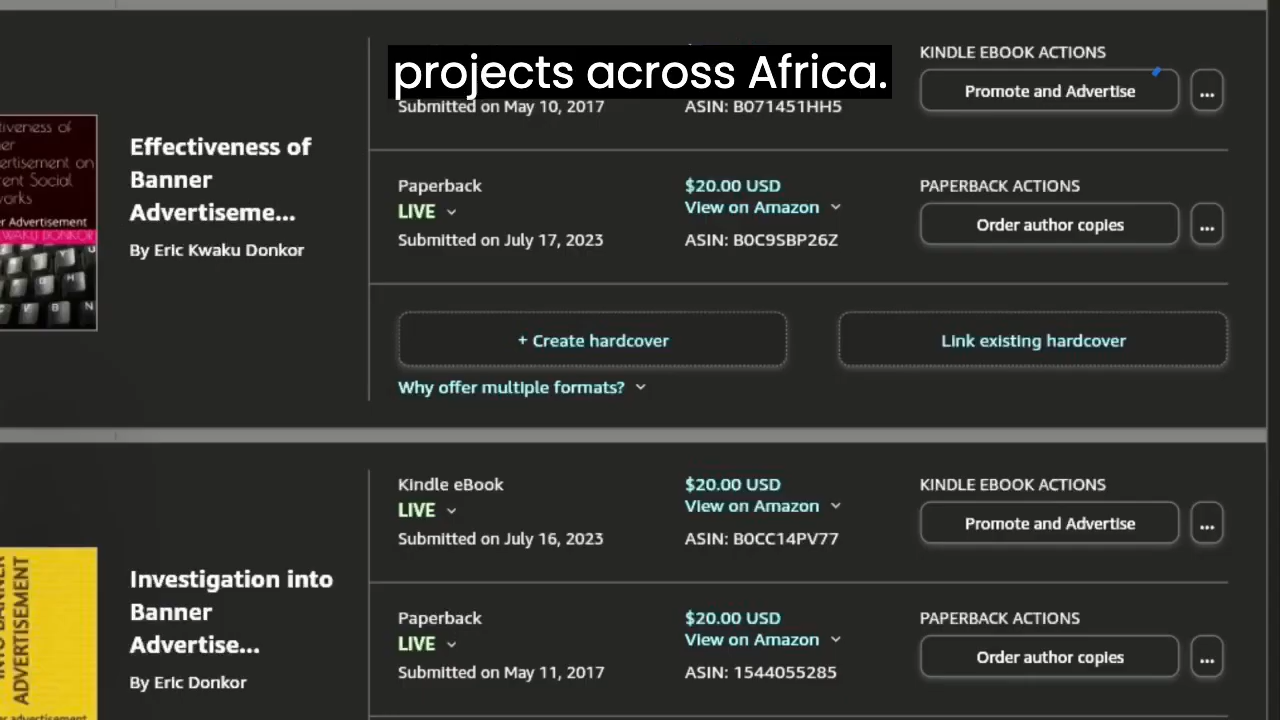 projects across Africa.
Submitted on May 10, 2017
ASIN: B071451HH5
KINDLE EBOOK ACTIONS
Promote and Advertise
...
Effectiveness of
Banner
Advertiseme...
By Eric Kwaku Donkor
Paperback
LIVE
Submitted on July 17, 2023
$20.00 USD
View on Amazon
ASIN: B0C9SBP26Z
PAPERBACK ACTIONS
Order author copies
...
+ Create hardcover
Link existing hardcover
Why offer multiple formats?
Investigation into
Banner
Advertise...
By Eric Donkor
Kindle eBook
LIVE
Submitted on July 16, 2023
$20.00 USD
View on Amazon
ASIN: B0CC14PV77
KINDLE EBOOK ACTIONS
Promote and Advertise
...
Paperback
LIVE
Submitted on May 11, 2017
$20.00 USD
View on Amazon
ASIN: 1544055285
PAPERBACK ACTIONS
Order author copies
...
ADVERTISEMENT